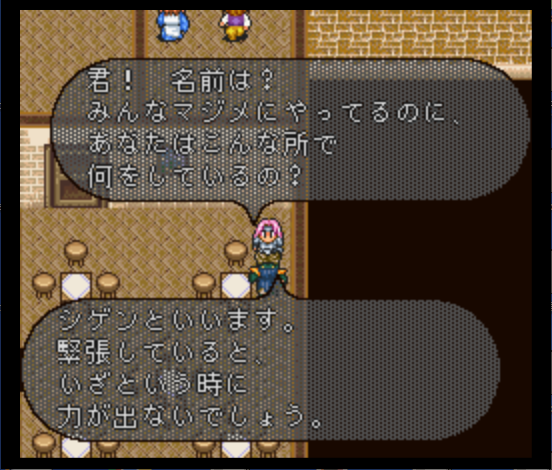 君！　名前は？
みんなマジメにやってるのに、
あなたはこんな所で
何をしているの？
シゲンといいます。
緊張していると、
いざという時に
力が出ないでしょう。